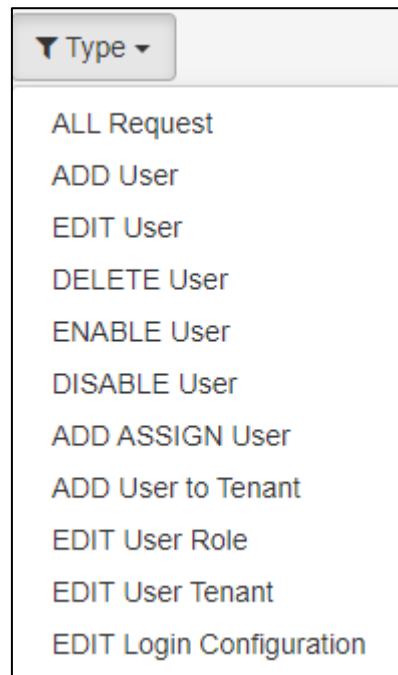 Type
ALL Request
ADD User
EDIT User
DELETE User
ENABLE User
DISABLE User
ADD ASSIGN User
ADD User to Tenant
EDIT User Role
EDIT User Tenant
EDIT Login Configuration